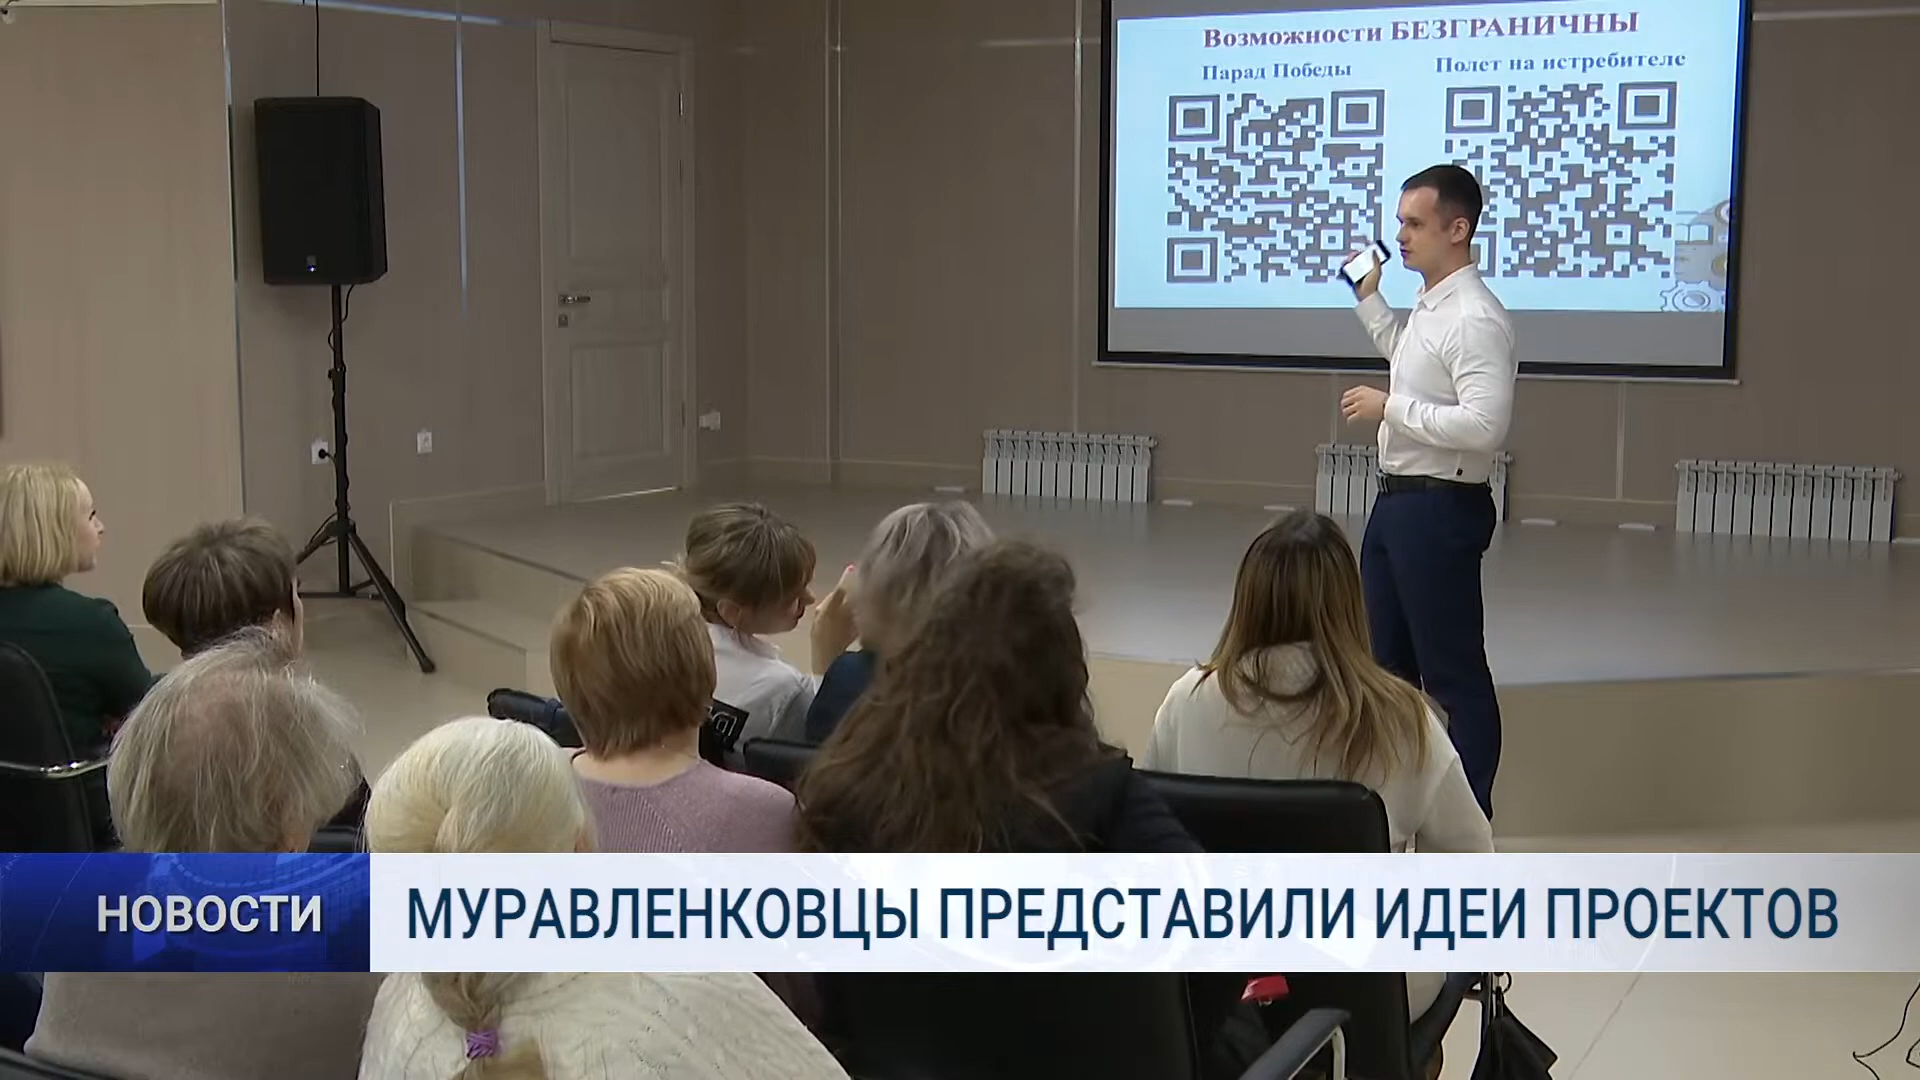 Возможности БЕЗГРАНИЧНЫ
Парад Победы
Полет на истребителе
НОВОСТИ
МУРАВЛЕНКОВЦЫ ПРЕДСТАВИЛИ ИДЕИ ПРОЕКТОВ